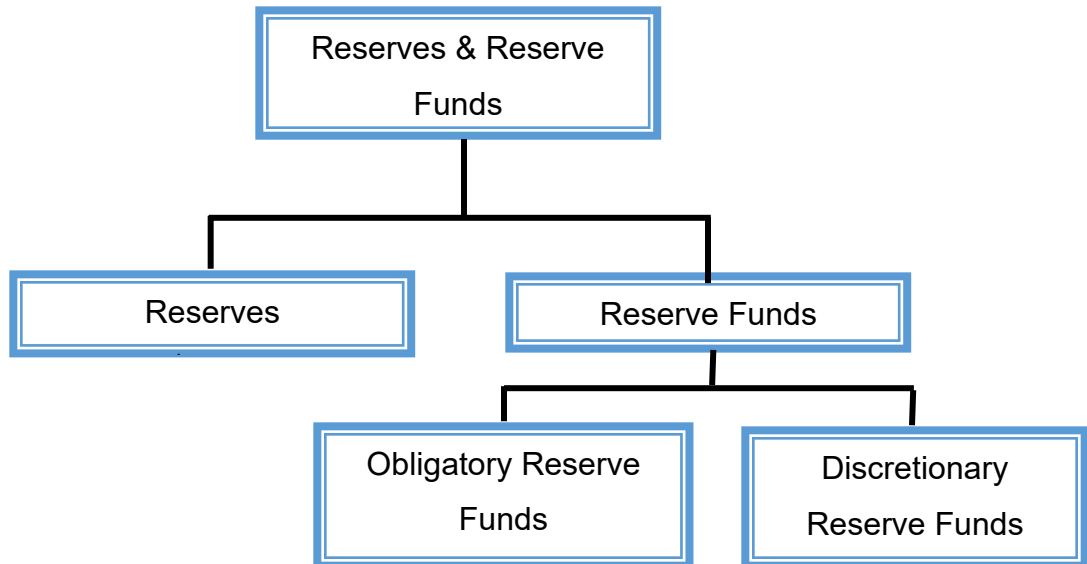 Reserves & Reserve
Funds
Reserves
Reserve Funds
Obligatory Reserve
Funds
Discretionary
Reserve Funds